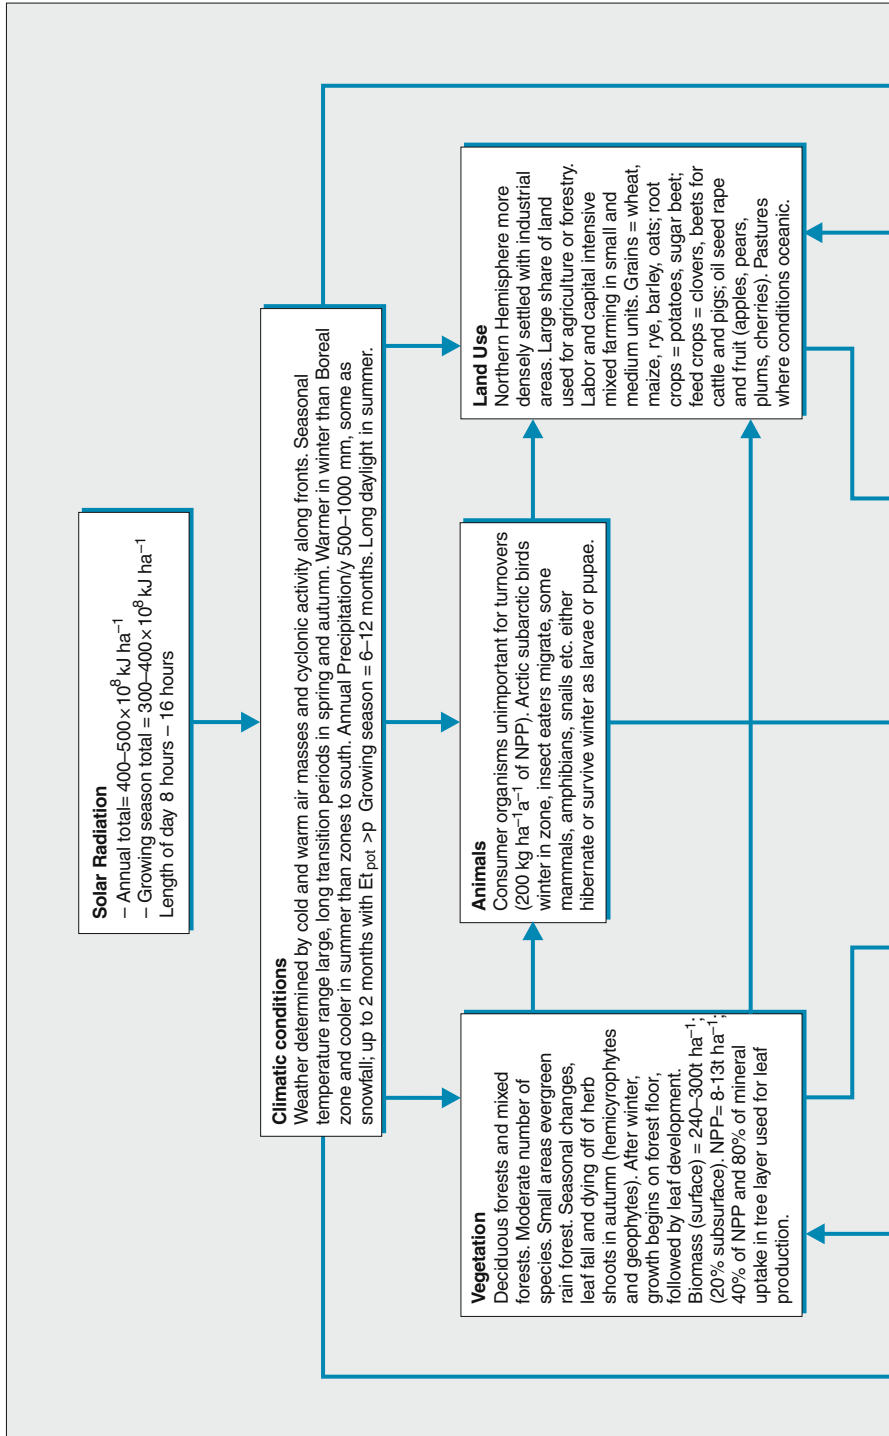 Solar Radiation
– Annual total= 400–500×10⁸ kJ ha⁻¹
– Growing season total = 300–400×10⁸ kJ ha⁻¹
Length of day 8 hours – 16 hours
Climatic conditions
Weather determined by cold and warm air masses and cyclonic activity along fronts. Seasonal
temperature range large, long transition periods in spring and autumn. Warmer in winter than Boreal
zone and cooler in summer than zones to south. Annual Precipitation/y 500–1000 mm, some as
snowfall; up to 2 months with Et pot >p Growing season = 6–12 months. Long daylight in summer.
Vegetation
Deciduous forests and mixed
forests. Moderate number of
species. Small areas evergreen
rain forest. Seasonal changes,
leaf fall and dying off of herb
shoots in autumn (hemicyrophytes
and geophytes). After winter,
growth begins on forest floor,
followed by leaf development.
Biomass (surface) = 240–300t ha⁻¹;
(20% subsurface). NPP= 8-13t ha⁻¹;
40% of NPP and 80% of mineral
uptake in tree layer used for leaf
production.
Animals
Consumer organisms unimportant for turnovers
(200 kg ha⁻¹a⁻¹ of NPP). Arctic subarctic birds
winter in zone, insect eaters migrate, some
mammals, amphibians, snails etc. either
hibernate or survive winter as larvae or pupae.
Land Use
Northern Hemisphere more
densely settled with industrial
areas. Large share of land
used for agriculture or forestry.
Labor and capital intensive
mixed farming in small and
medium units. Grains = wheat,
maize, rye, barley, oats; root
crops = potatoes, sugar beet;
feed crops = clovers, beets for
cattle and pigs; oil seed rape
and fruit (apples, pears,
plums, cherries). Pastures
where conditions oceanic.